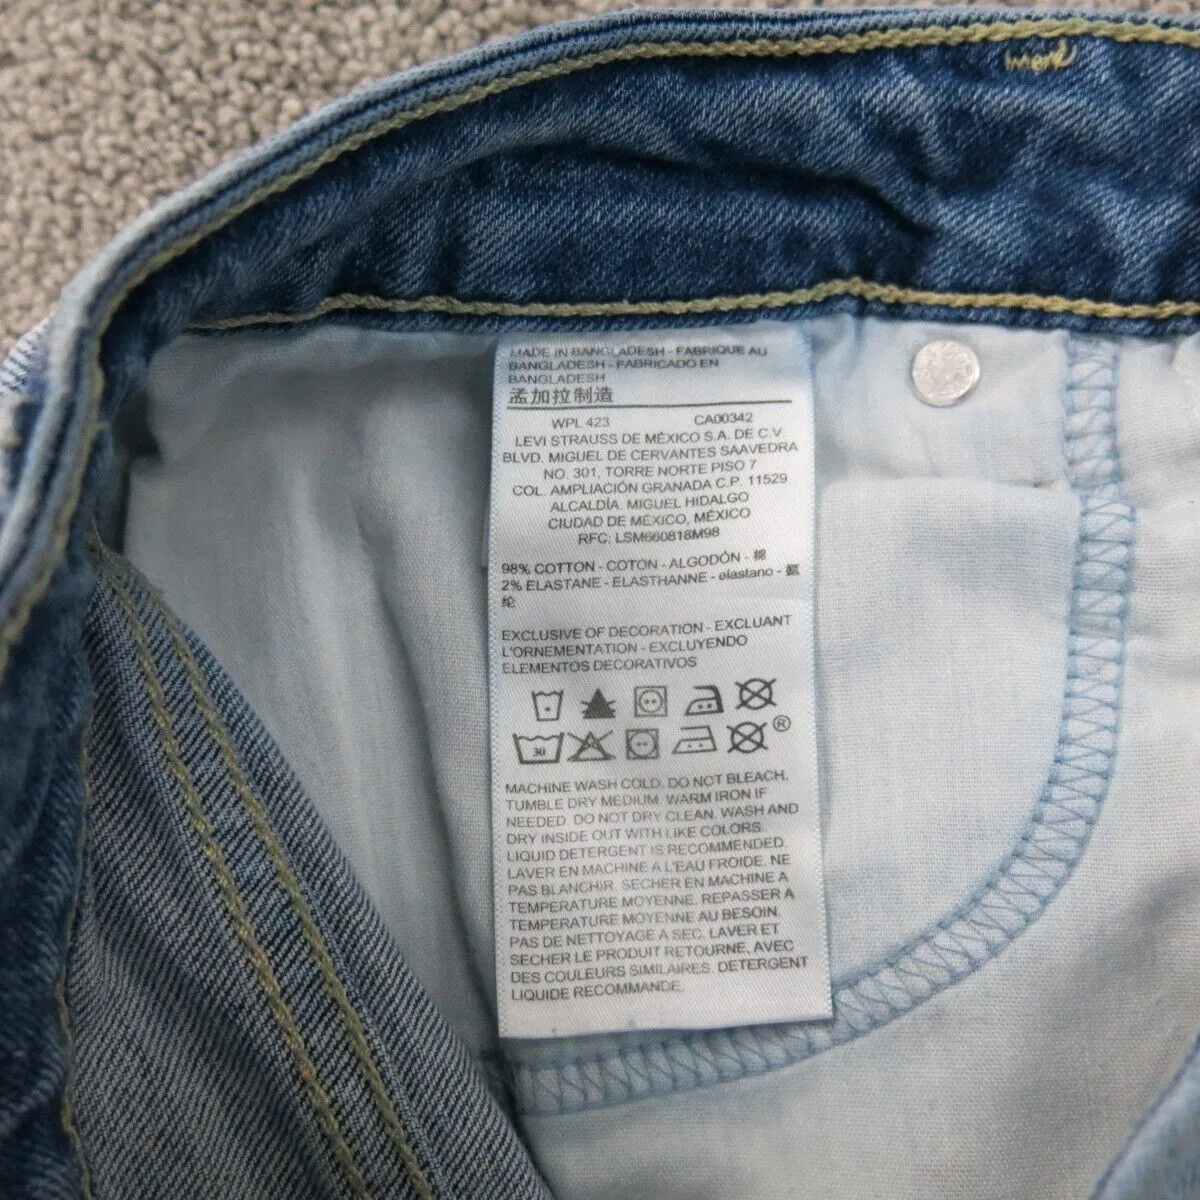 MADE IN BANGLADESH - FABRIQUE AU
BANGLADESH - FABRICADO EN
BANGLADESH
孟加拉制造
WPL 423 CA00342
LEVI STRAUSS DE MÉXICO S.A. DE C.V.
BLVD. MIGUEL DE CERVANTES SAAVEDRA
NO. 301, TORRE NORTE PISO 7
COL. AMPLIACIÓN GRANADA C.P. 11529
ALCALDÍA. MIGUEL HIDALGO
CIUDAD DE MÉXICO, MÉXICO
RFC: LSM660818M98
98% COTTON - COTON - ALGODÓN - 棉
2% ELASTANE - ELASTHANNE - elastano - 氨
纶
EXCLUSIVE OF DECORATION - EXCLUANT
L'ORNEMENTATION - EXCLUYENDO
ELEMENTOS DECORATIVOS
30 ®
MACHINE WASH COLD. DO NOT BLEACH.
TUMBLE DRY MEDIUM. WARM IRON IF
NEEDED. DO NOT DRY CLEAN. WASH AND
DRY INSIDE OUT WITH LIKE COLORS.
LIQUID DETERGENT IS RECOMMENDED.
LAVER EN MACHINE A L'EAU FROIDE. NE
PAS BLANCHIR. SECHER EN MACHINE A
TEMPERATURE MOYENNE. REPASSER A
TEMPERATURE MOYENNE AU BESOIN.
PAS DE NETTOYAGE A SEC. LAVER ET
SECHER LE PRODUIT RETOURNE, AVEC
DES COULEURS SIMILAIRES. DETERGENT
LIQUIDE RECOMMANDE.